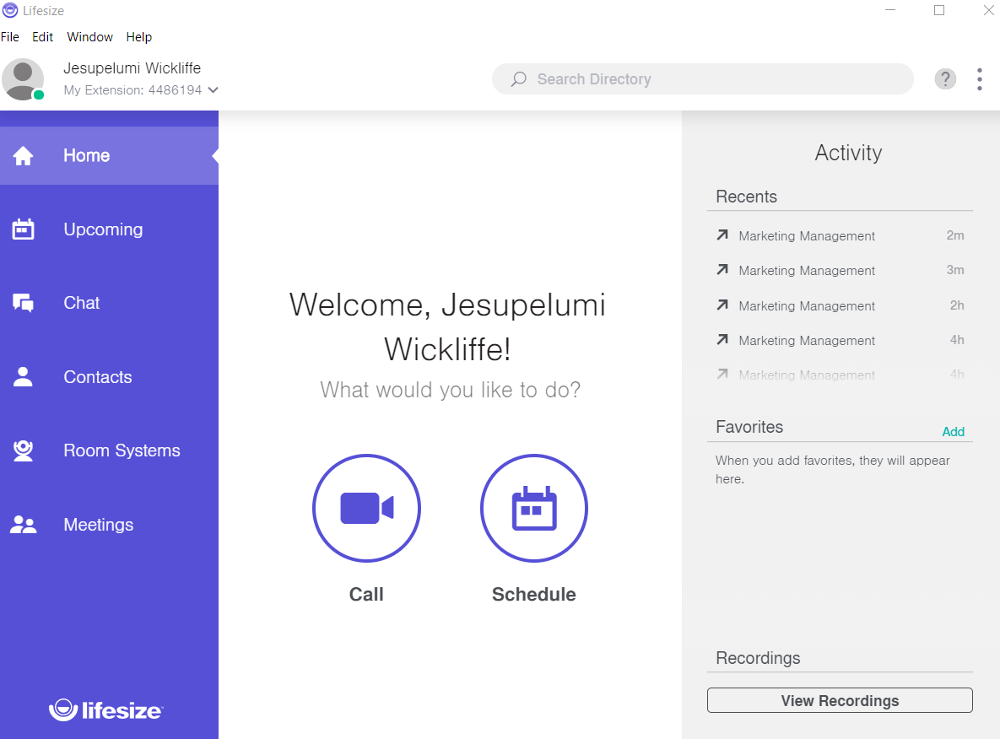 Lifesize
File Edit Window Help
Jesupelumi Wickliffe
My Extension: 4486194
Search Directory
?
Home
Upcoming
Chat
Contacts
Room Systems
Meetings
lifesize
Welcome, Jesupelumi
Wickliffe!
What would you like to do?
Call
Schedule
Activity
Recents
Marketing Management 2m
Marketing Management 3m
Marketing Management 2h
Marketing Management 4h
Marketing Management 4h
Favorites Add
When you add favorites, they will appear
here.
Recordings
View Recordings